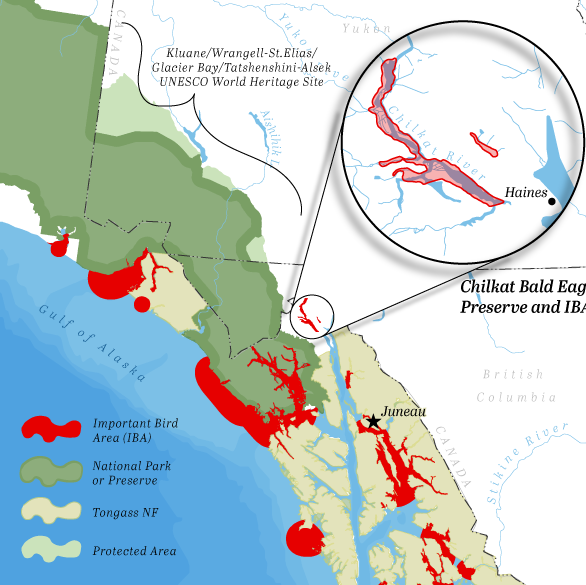 CANADA
Yukon
Yukon River
Kluane/Wrangell-St.Elias/
Glacier Bay/Tatshenshini-Alsek
UNESCO World Heritage Site
Aishihik L
Chilkat River
Haines
Chilkat Bald Eag
Preserve and IBA
Gulf of Alaska
British
Columbia
Juneau
CANADA
Stikine River
Important Bird
Area (IBA)
National Park
or Preserve
Tongass NF
Protected Area